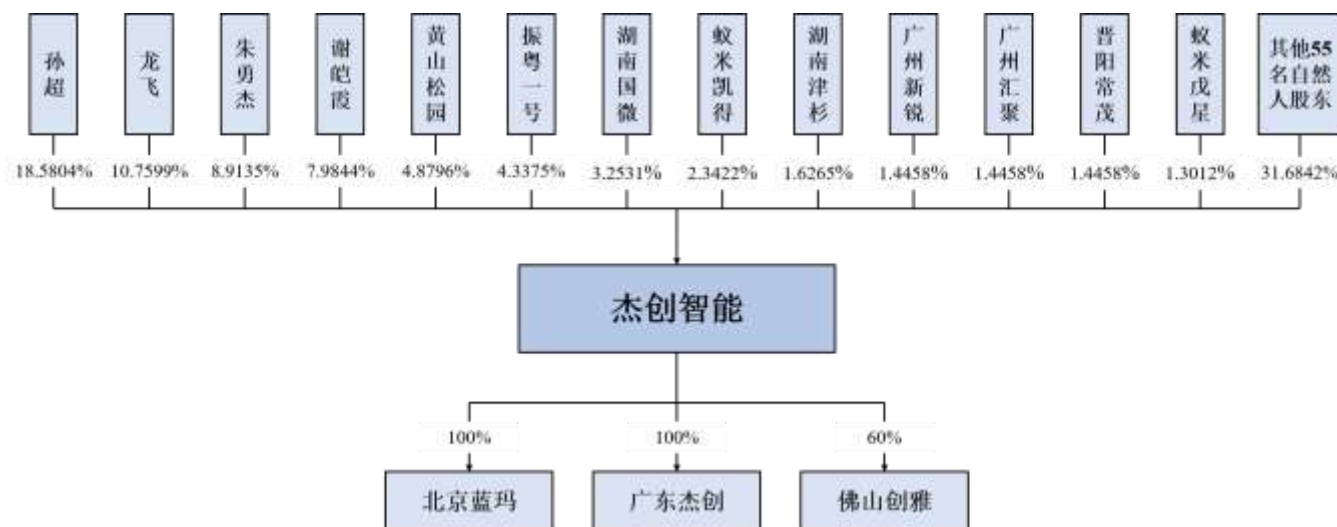 孙超
龙飞
朱勇杰
谢皑霞
黄山松园
振粤一号
湖南国微
蚁米凯得
湖南津杉
广州新锐
广州汇聚
晋阳常茂
蚁米戊星
其他55
名自然
人股东
18.5804%
10.7599%
8.9135%
7.9844%
4.8796%
4.3375%
3.2531%
2.3422%
1.6265%
1.4458%
1.4458%
1.4458%
1.3012%
31.6842%
杰创智能
100%
100%
60%
北京蓝玛
广东杰创
佛山创雅